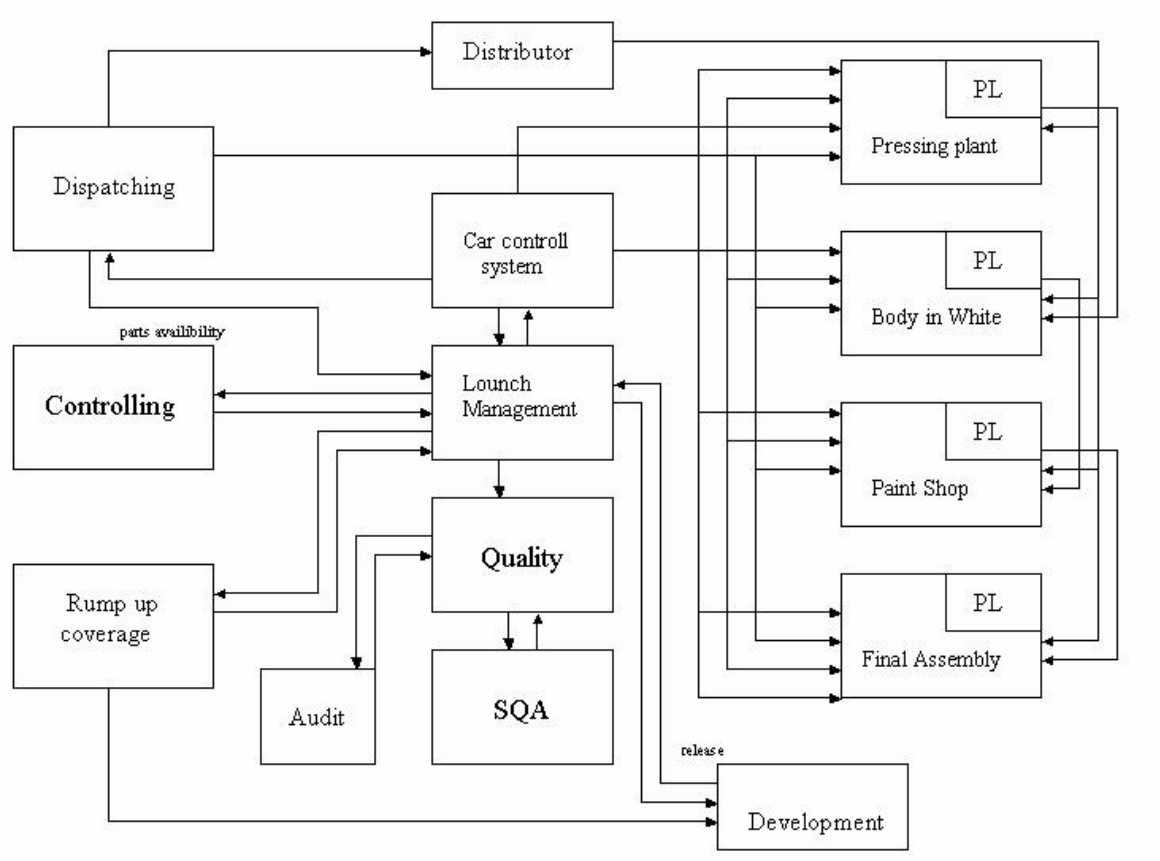 Distributor
PL
Pressing plant
Dispatching
Car controll
system
PL
Body in White
parts availibility
Controlling
Lounch
Management
PL
Paint Shop
Quality
Rump up
coverage
PL
Final Assembly
Audit
SQA
release
Development